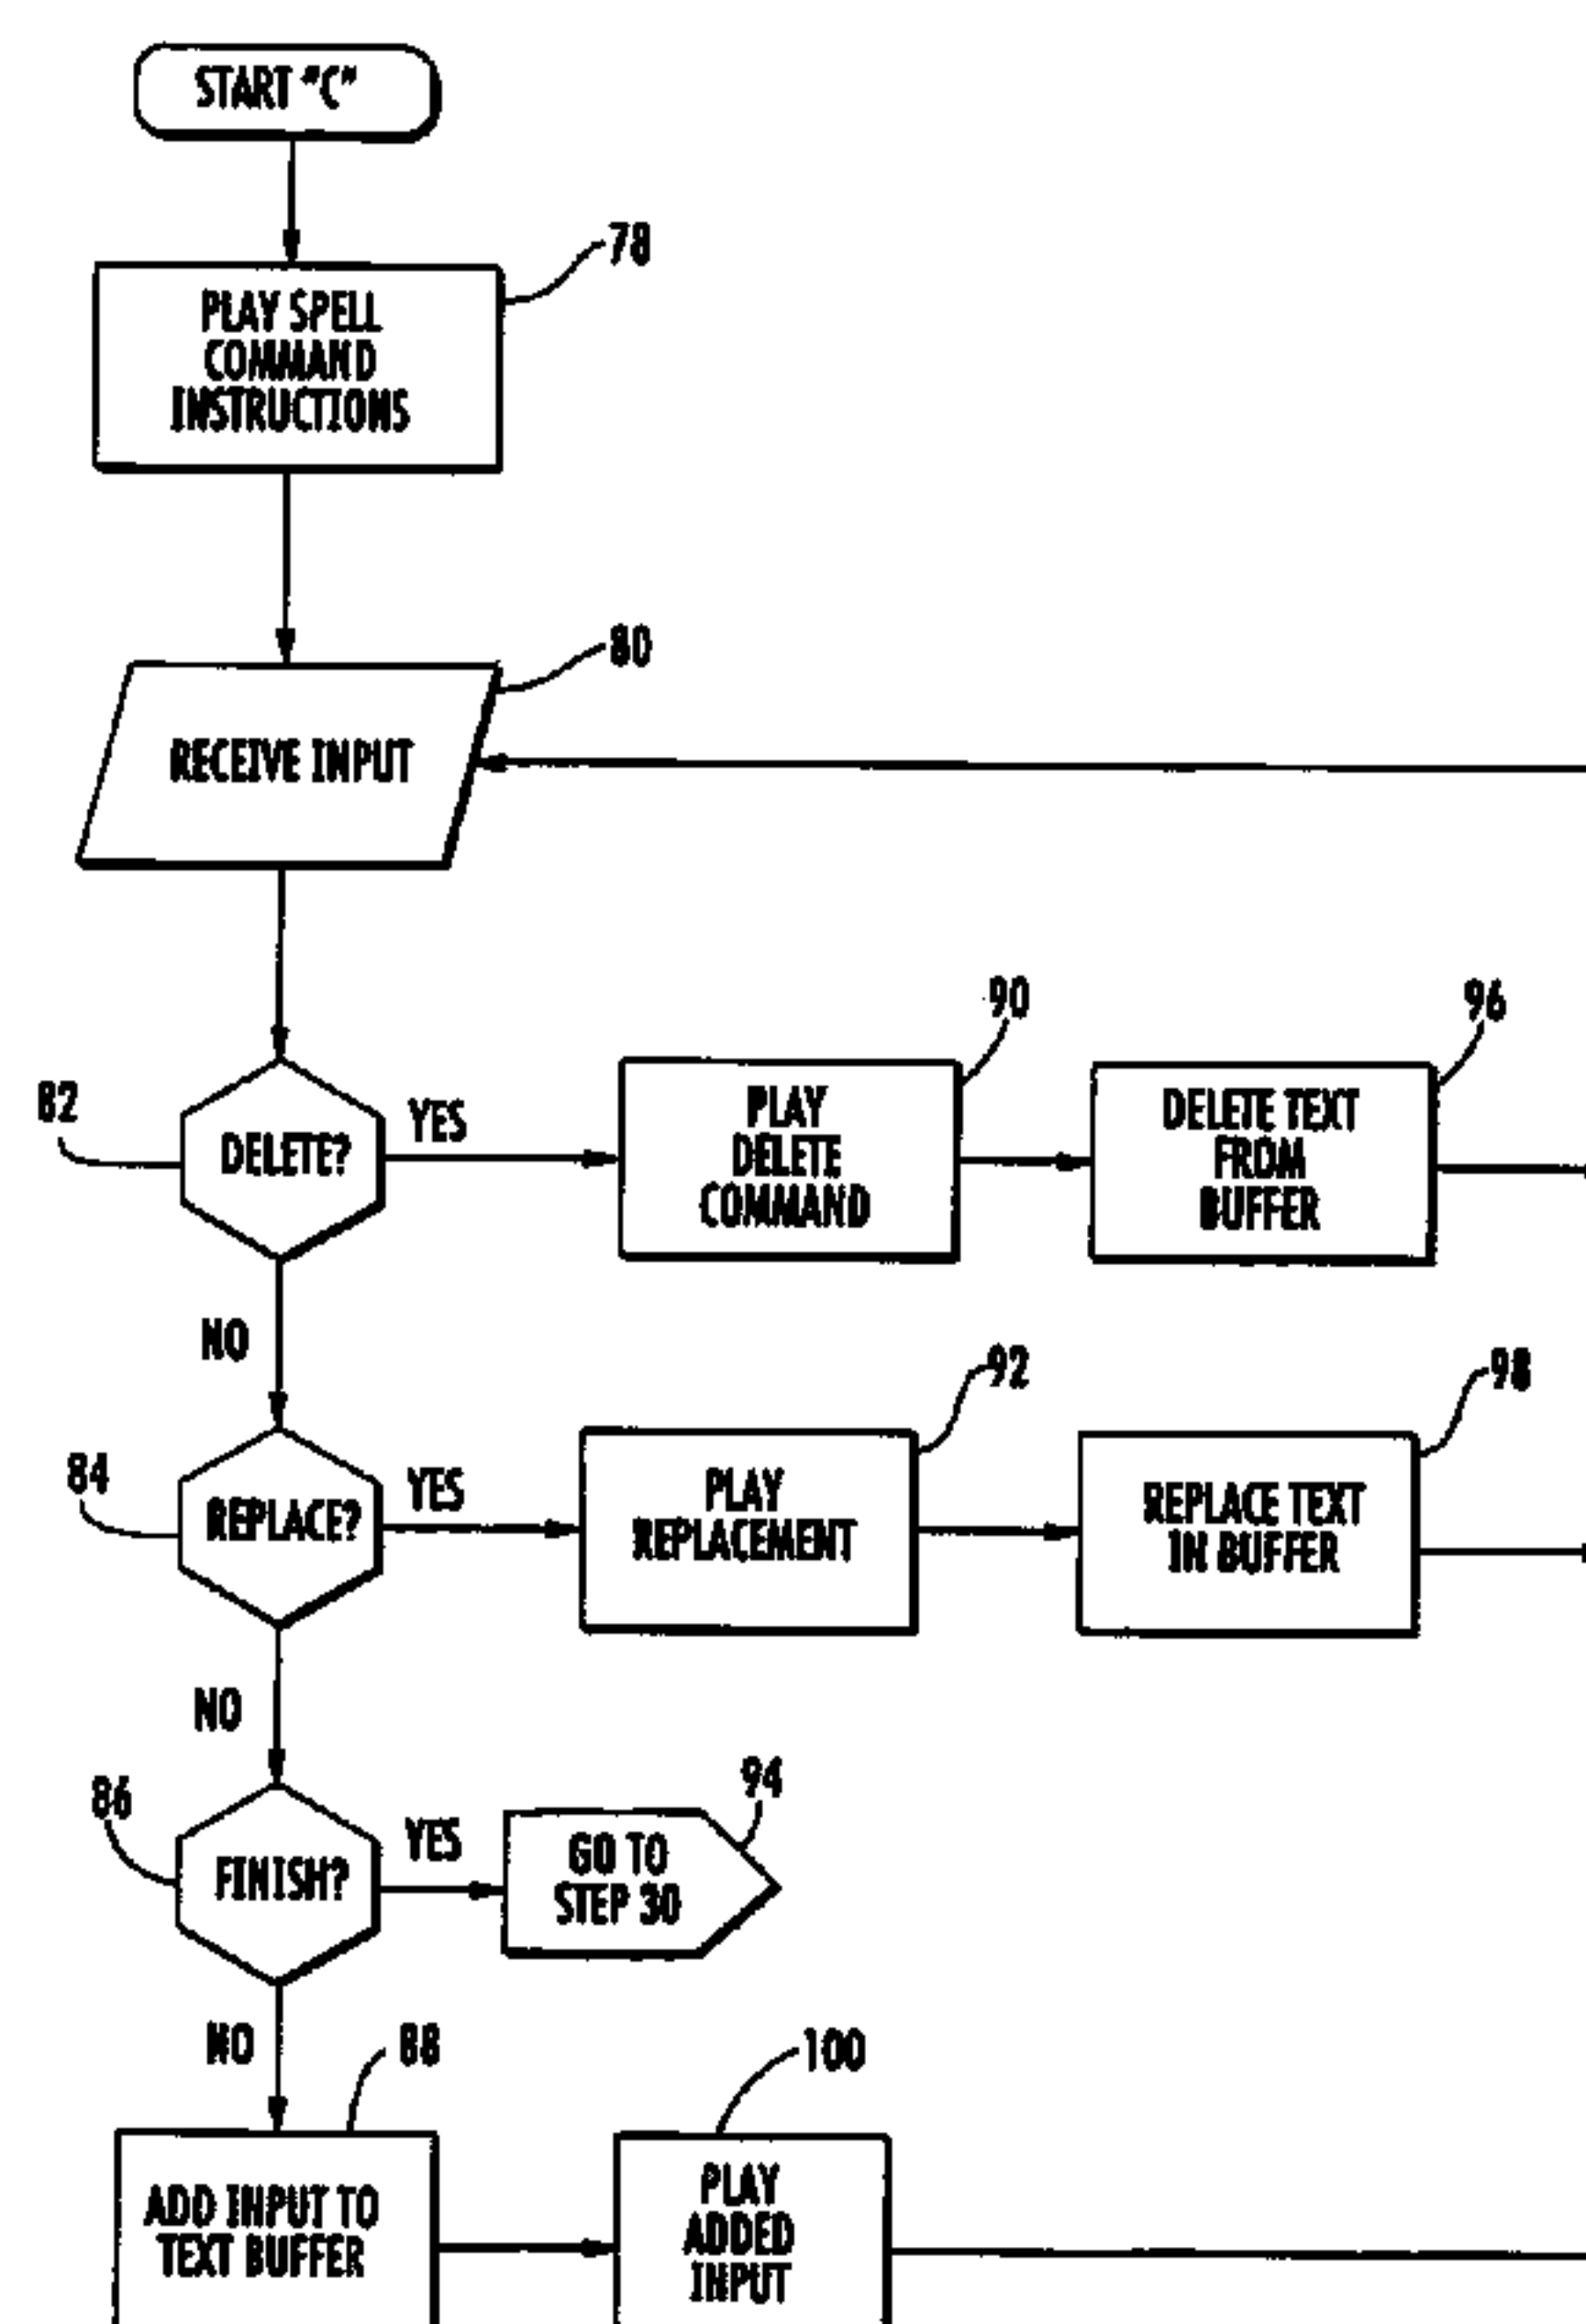 START "C"
78
PLAY SPELL
COMMAND
INSTRUCTIONS
80
RECEIVE INPUT
82
DELETE?
YES
90
PLAY
DELETE
COMMAND
96
DELETE TEXT
FROM
BUFFER
NO
84
REPLACE?
YES
92
PLAY
REPLACEMENT
98
REPLACE TEXT
IN BUFFER
NO
86
FINISH?
YES
94
GO TO
STEP 30
NO
88
ADD INPUT TO
TEXT BUFFER
100
PLAY
ADDED
INPUT